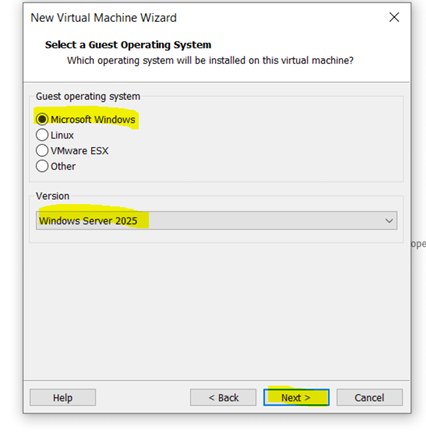 New Virtual Machine Wizard
Select a Guest Operating System
Which operating system will be installed on this virtual machine?
Guest operating system
Microsoft Windows
Linux
VMware ESX
Other
Version
Windows Server 2025
ope
Help
< Back
Next >
Cancel